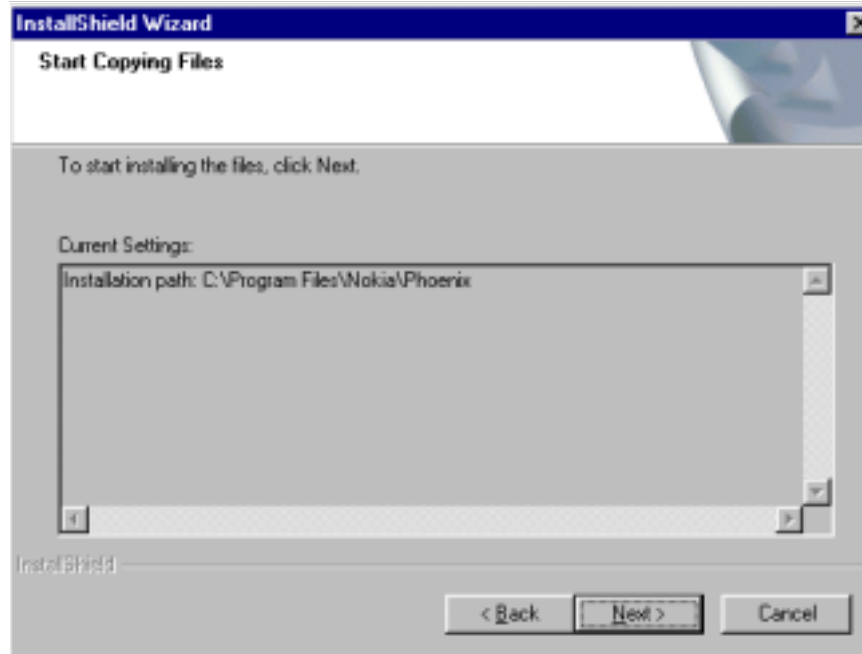 InstallShield Wizard
Start Copying Files
To start installing the files, click Next.
Current Settings:
Installation path: C:\Program Files\Nokia\Phoenix
InstallShield
< Back Next > Cancel